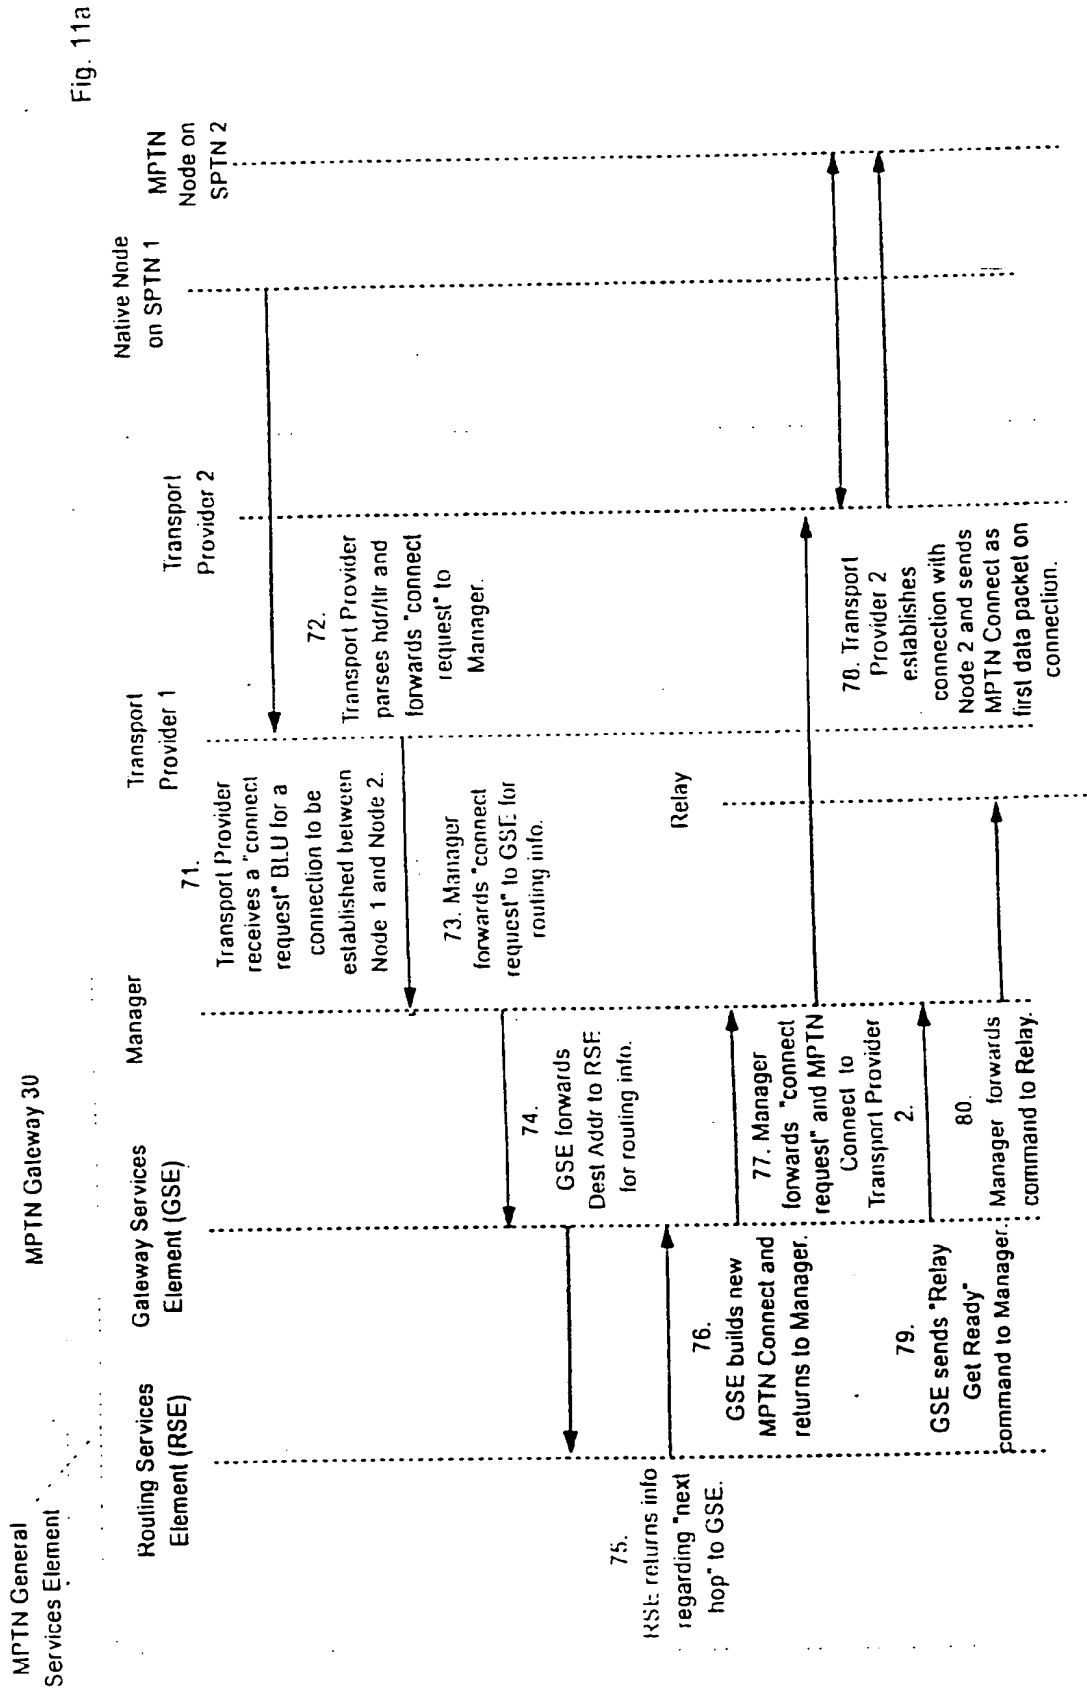 Fig. 11a
MPTN General
Services Element
MPTN Gateway 30
Routing Services
Element (RSE)
Gateway Services
Element (GSE)
Manager
Transport
Provider 1
Transport
Provider 2
Native Node
on SPTN 1
MPTN
Node on
SPTN 2
71.
Transport Provider
receives a "connect
request" BLU for a
connection to be
established between
Node 1 and Node 2.
72.
Transport Provider
parses hdr/tlr and
forwards "connect
request" to
Manager.
73. Manager
forwards "connect
request" to GSE for
routing info.
74.
GSE forwards
Dest Addr to RSE
for routing info.
75.
RSE returns info
regarding "next
hop" to GSE.
76.
GSE builds new
MPTN Connect and
returns to Manager.
77. Manager
forwards "connect
request" and MPTN
Connect to
Transport Provider
2.
Relay
78. Transport
Provider 2
establishes
connection with
Node 2 and sends
MPTN Connect as
first data packet on
connection.
79.
GSE sends "Relay
Get Ready"
command to Manager.
80.
Manager forwards
command to Relay.